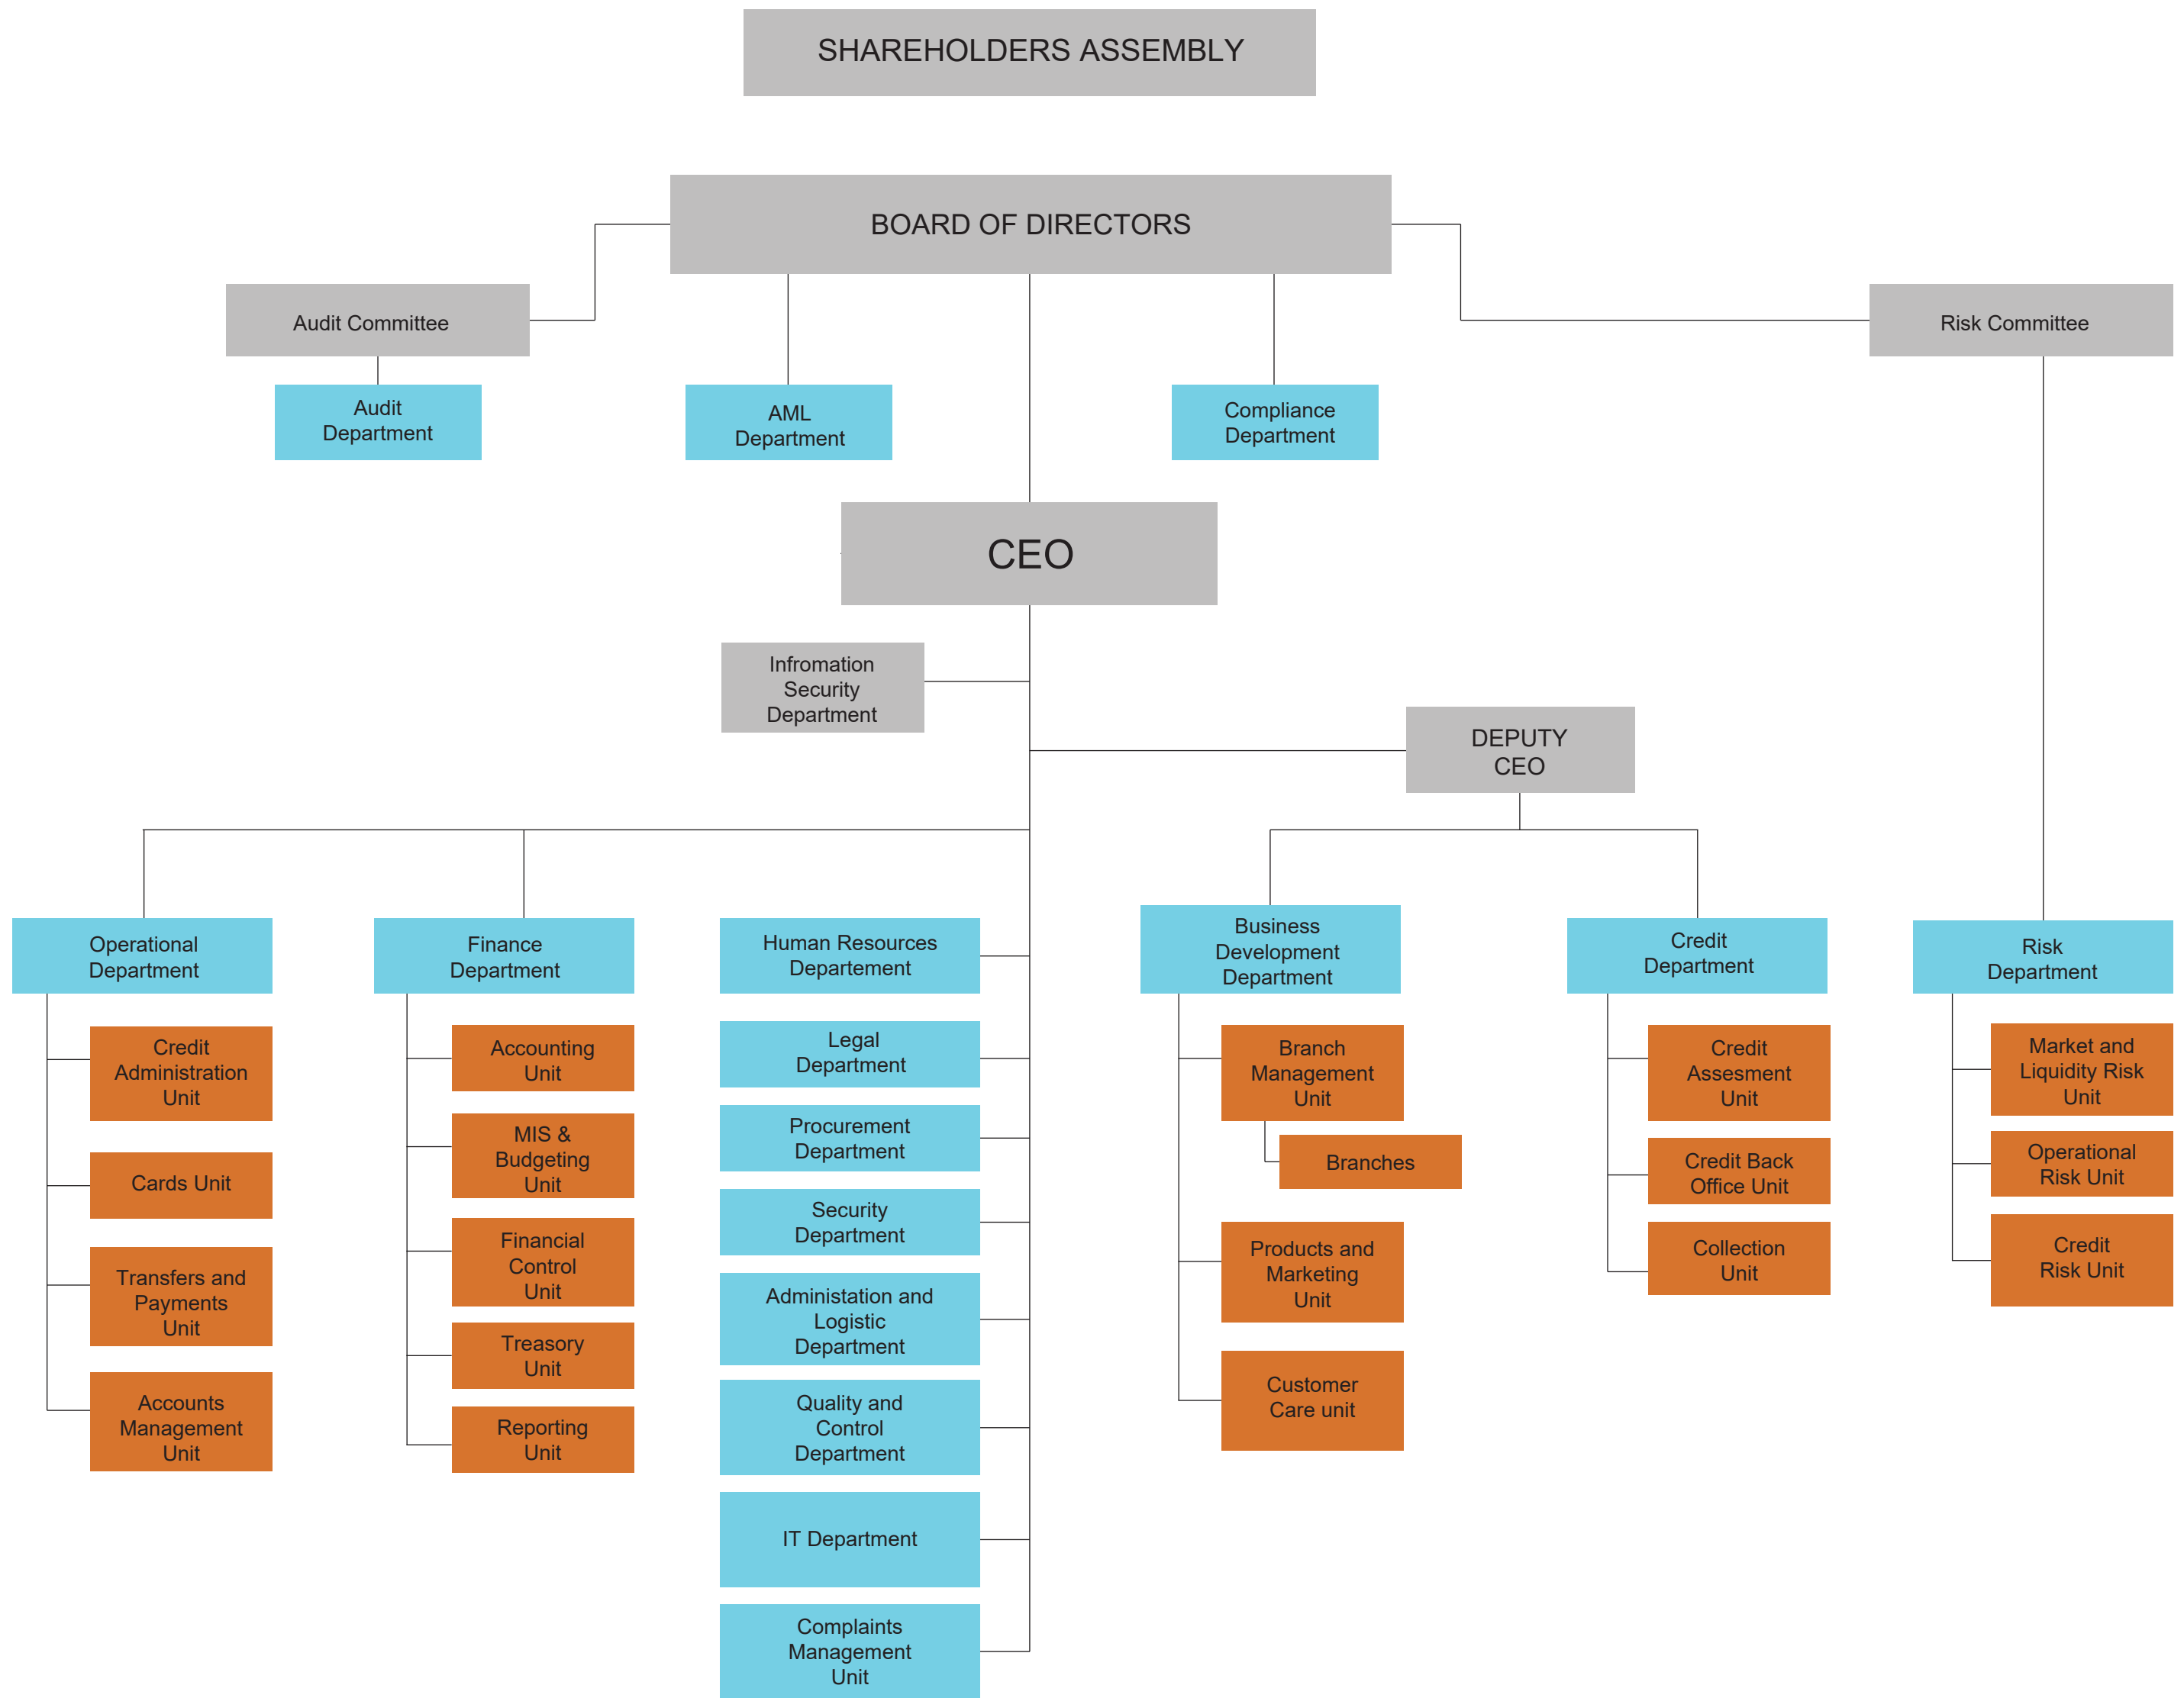 SHAREHOLDERS ASSEMBLY
BOARD OF DIRECTORS
Audit Committee
Risk Committee
Audit
Department
AML
Department
Compliance
Department
CEO
Infromation
Security
Department
DEPUTY
CEO
Operational
Department
Credit
Administration
Unit
Cards Unit
Transfers and
Payments
Unit
Accounts
Management
Unit
Finance
Department
Accounting
Unit
MIS &
Budgeting
Unit
Financial
Control
Unit
Treasury
Unit
Reporting
Unit
Human Resources
Departement
Legal
Department
Procurement
Department
Security
Department
Administation and
Logistic
Department
Quality and
Control
Department
IT Department
Complaints
Management
Unit
Business
Development
Department
Branch
Management
Unit
Branches
Products and
Marketing
Unit
Customer
Care unit
Credit
Department
Credit
Assesment
Unit
Credit Back
Office Unit
Collection
Unit
Risk
Department
Market and
Liquidity Risk
Unit
Operational
Risk Unit
Credit
Risk Unit